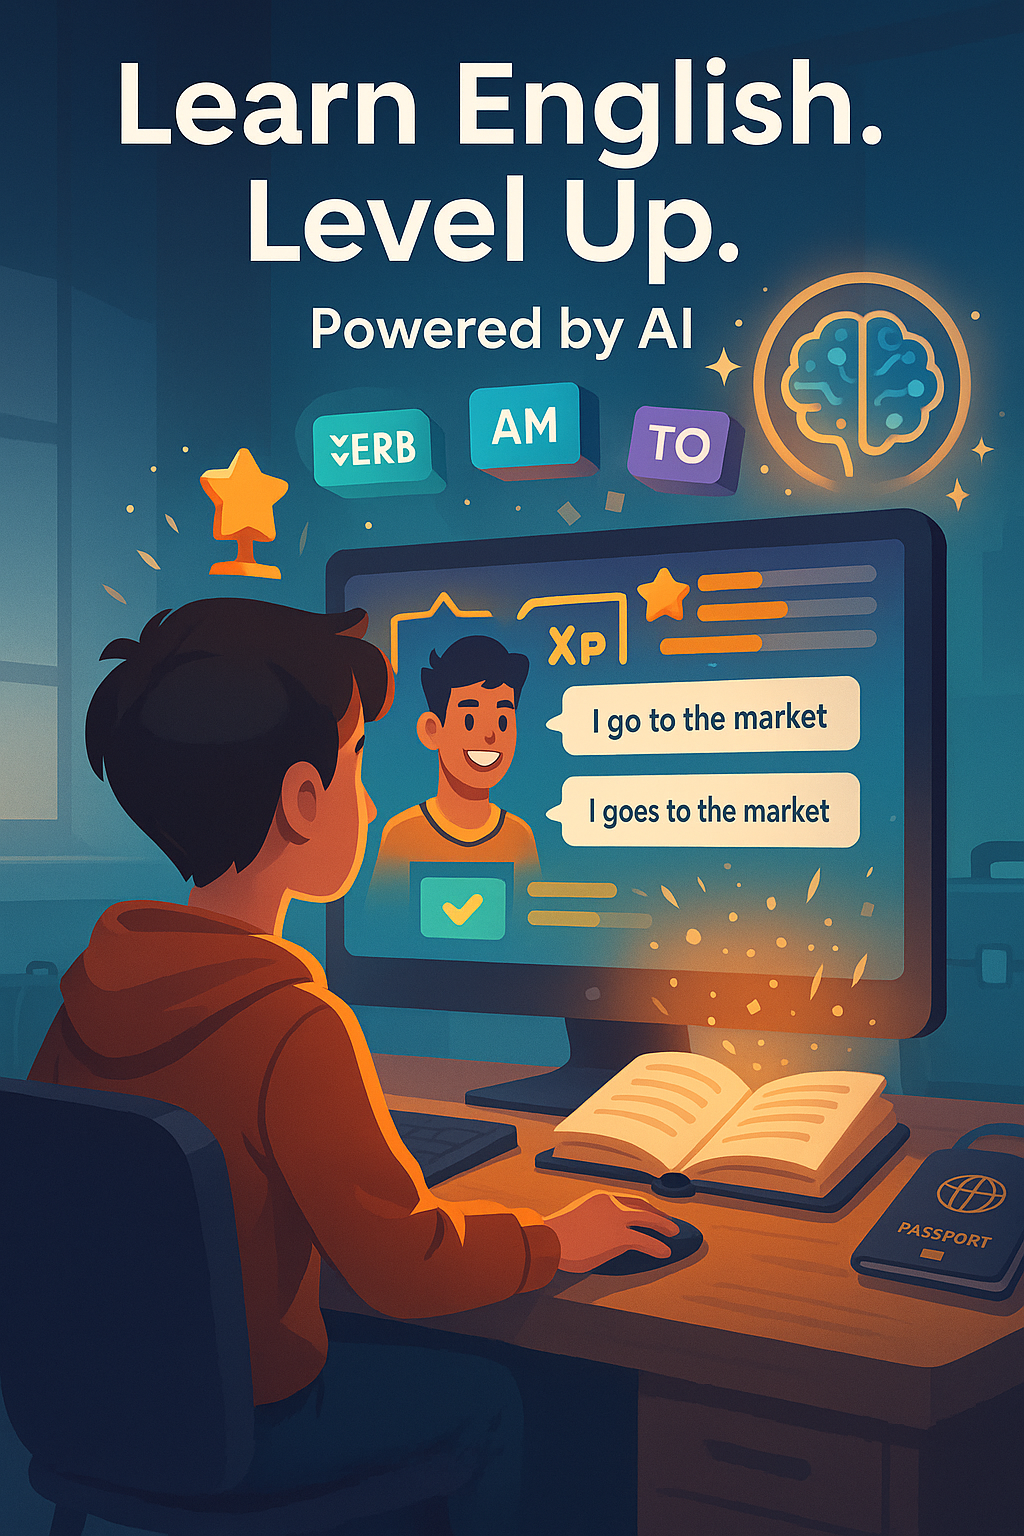 Learn English.
Level Up.
Powered by AI
VERB
AM
TO
XP
I go to the market
I goes to the market
PASSPORT